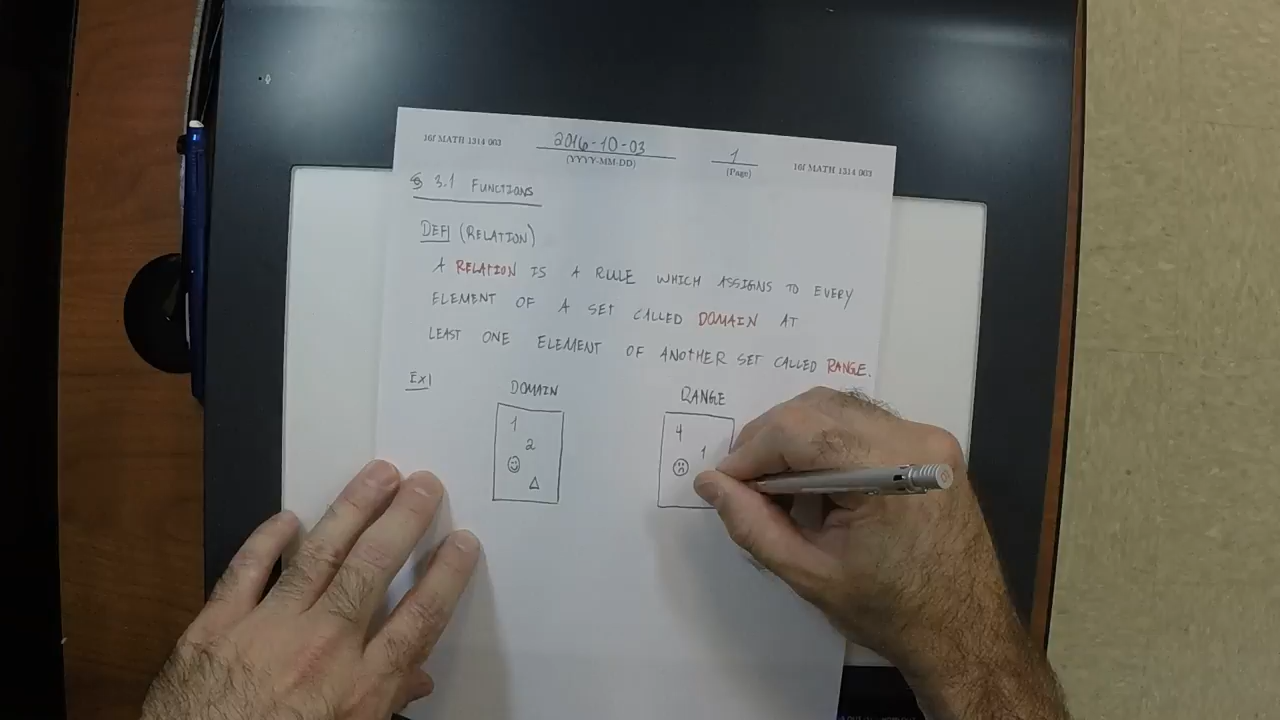 16f MATH 1314 003 2016-10-03 1 16f MATH 1314 003
(YYYY-MM-DD) (Page)
§ 3.1 FUNCTIONS
DEF (RELATION)
A RELATION IS A RULE WHICH ASSIGNS TO EVERY
ELEMENT OF A SET CALLED DOMAIN AT
LEAST ONE ELEMENT OF ANOTHER SET CALLED RANGE.
EX DOMAIN RANGE
1 4
2 1